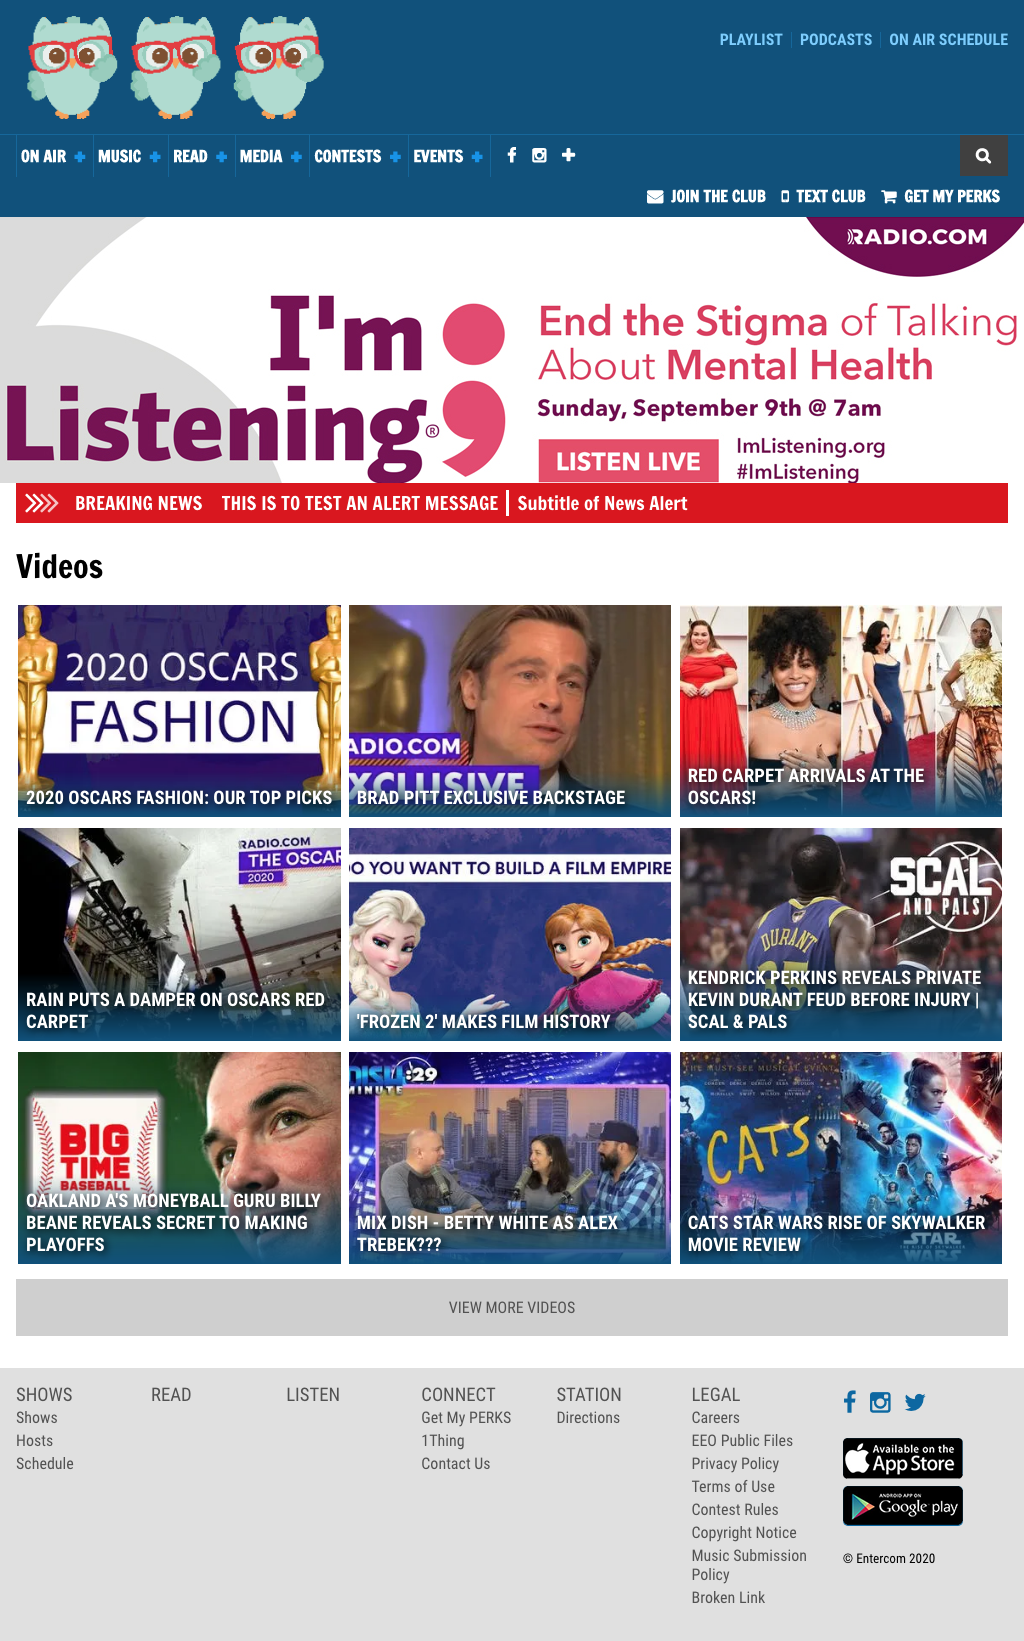 PLAYLIST PODCASTS ON AIR SCHEDULE
ON AIR MUSIC READ MEDIA CONTESTS EVENTS
JOIN THE CLUB TEXT CLUB GET MY PERKS
RADIO.COM
I'm
Listening®
End the Stigma of Talking
About Mental Health
Sunday, September 9th @ 7am
LISTEN LIVE
ImListening.org
#ImListening
BREAKING NEWS THIS IS TO TEST AN ALERT MESSAGE Subtitle of News Alert
Videos
2020 OSCARS
FASHION
2020 OSCARS FASHION: OUR TOP PICKS
ADIO.COM
XCLUSIVE
BRAD PITT EXCLUSIVE BACKSTAGE
RED CARPET ARRIVALS AT THE
OSCARS!
RADIO.COM
THE OSCAR
2020
RAIN PUTS A DAMPER ON OSCARS RED
CARPET
DO YOU WANT TO BUILD A FILM EMPIRE
'FROZEN 2' MAKES FILM HISTORY
SCAL
AND PALS
DURANT
35
KENDRICK PERKINS REVEALS PRIVATE
KEVIN DURANT FEUD BEFORE INJURY |
SCAL & PALS
BIG
TIME
BASEBALL
OAKLAND A'S MONEYBALL GURU BILLY
BEANE REVEALS SECRET TO MAKING
PLAYOFFS
:29
MINUTE
MIX DISH - BETTY WHITE AS ALEX
TREBEK???
THE MUST-SEE MUSICAL EVENT
CATS
CATS STAR WARS RISE OF SKYWALKER
MOVIE REVIEW
STAR
WARS
VIEW MORE VIDEOS
SHOWS
Shows
Hosts
Schedule
READ
LISTEN
CONNECT
Get My PERKS
1Thing
Contact Us
STATION
Directions
LEGAL
Careers
EEO Public Files
Privacy Policy
Terms of Use
Contest Rules
Copyright Notice
Music Submission
Policy
Broken Link
Available on the
App Store
ANDROID APP ON
Google play
© Entercom 2020